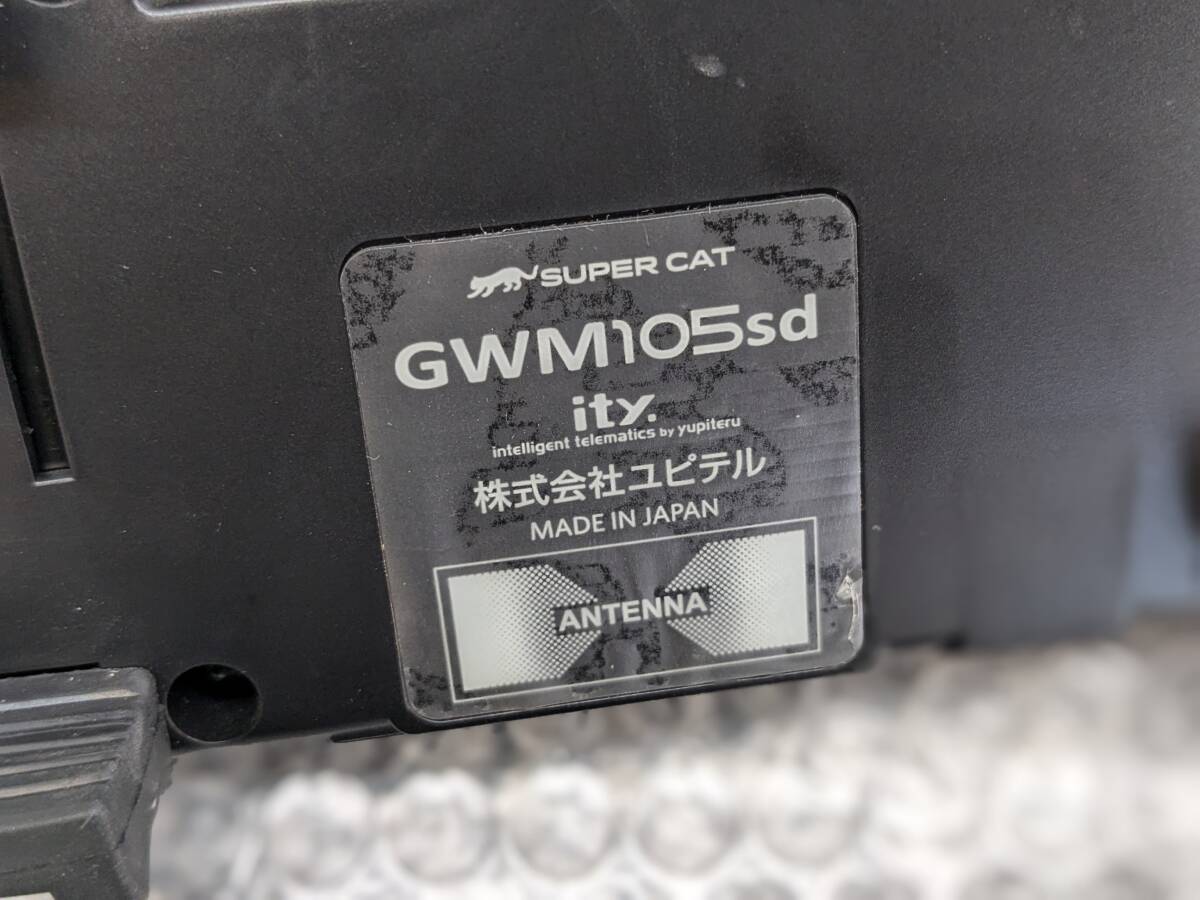 SUPER CAT
GWM105sd
ity.
intelligent telematics by yupiteru
株式会社ユピテル
MADE IN JAPAN
ANTENNA